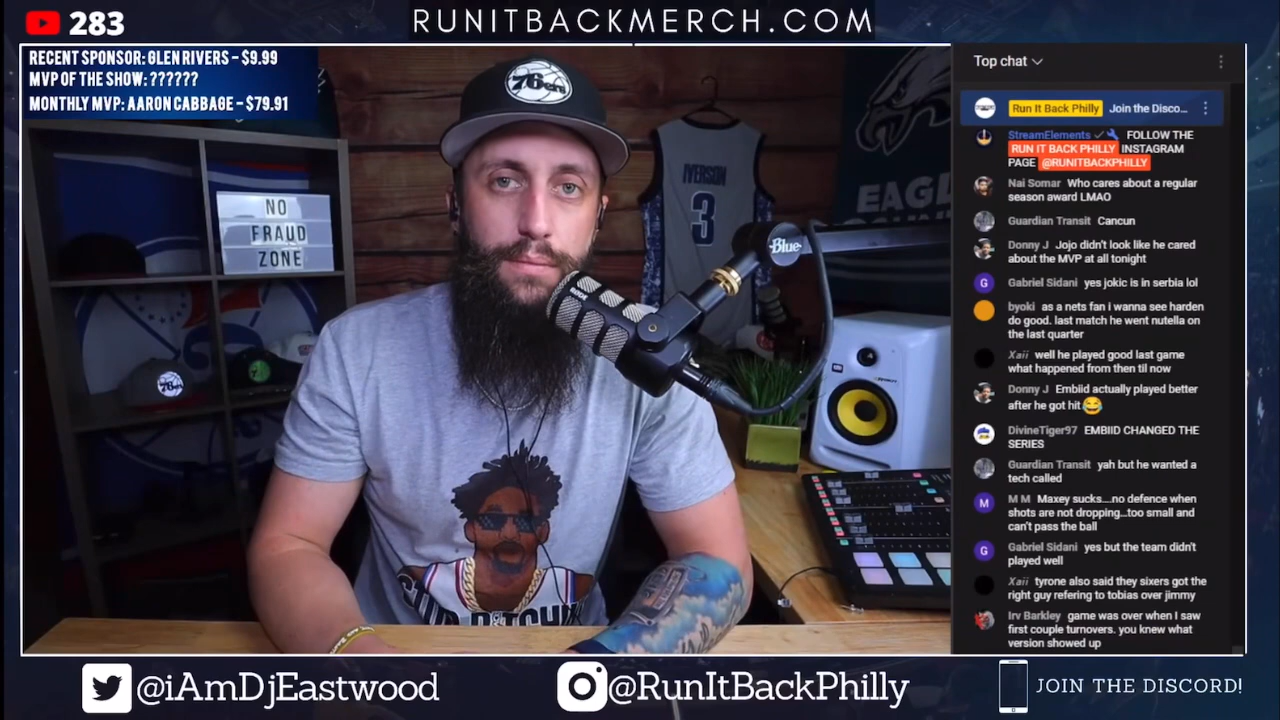 283
RUNITBACKMERCH.COM
RECENT SPONSOR: GLEN RIVERS - $9.99
MVP OF THE SHOW: ??????
MONTHLY MVP: AARON CABBAGE - $79.91
NO
FRAUD
ZONE
76ers
76ers
IVERSON
3
EAGLES
Blue
Top chat
Run It Back Philly Join the Disco...
StreamElements FOLLOW THE
RUN IT BACK PHILLY INSTAGRAM
PAGE @RUNITBACKPHILLY
Nai Somar Who cares about a regular
season award LMAO
Guardian Transit Cancun
Donny J Jojo didn't look like he cared
about the MVP at all tonight
G Gabriel Sidani yes jokic is in serbia lol
byoki as a nets fan i wanna see harden
do good. last match he went nutella on
the last quarter
Xaii well he played good last game
what happened from then til now
Donny J Embiid actually played better
after he got hit😂
DivineTiger97 EMBIID CHANGED THE
SERIES
Guardian Transit yah but he wanted a
tech called
M M M Maxey sucks....no defence when
shots are not dropping...too small and
can't pass the ball
G Gabriel Sidani yes but the team didn't
played well
Xaii tyrone also said they sixers got the
right guy refering to tobias over jimmy
Irv Barkley game was over when I saw
first couple turnovers. you knew what
version showed up
@iAmDjEastwood
@RunItBackPhilly
JOIN THE DISCORD!